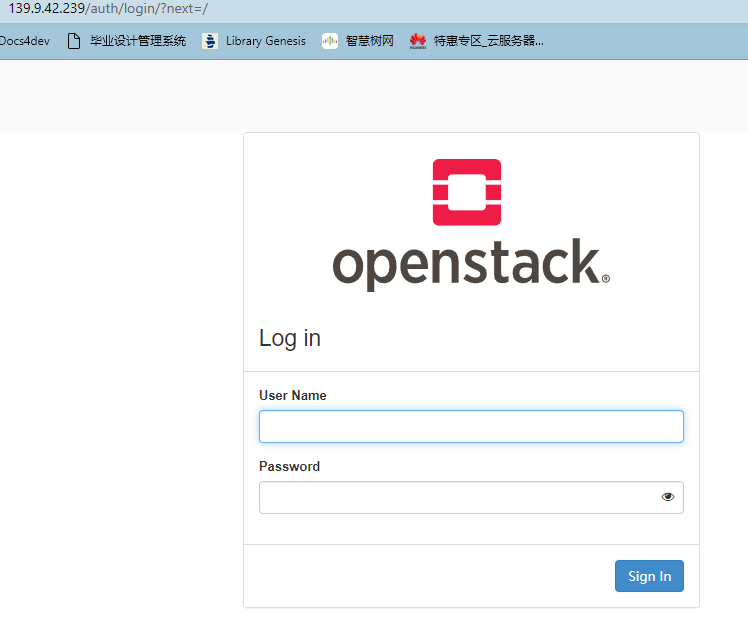 139.9.42.239/auth/login/?next=/
Docs4dev 毕业设计管理系统 Library Genesis 智慧树网 HUAWEI 特惠专区_云服务器...
openstack®
Log in
User Name
Password
Sign In